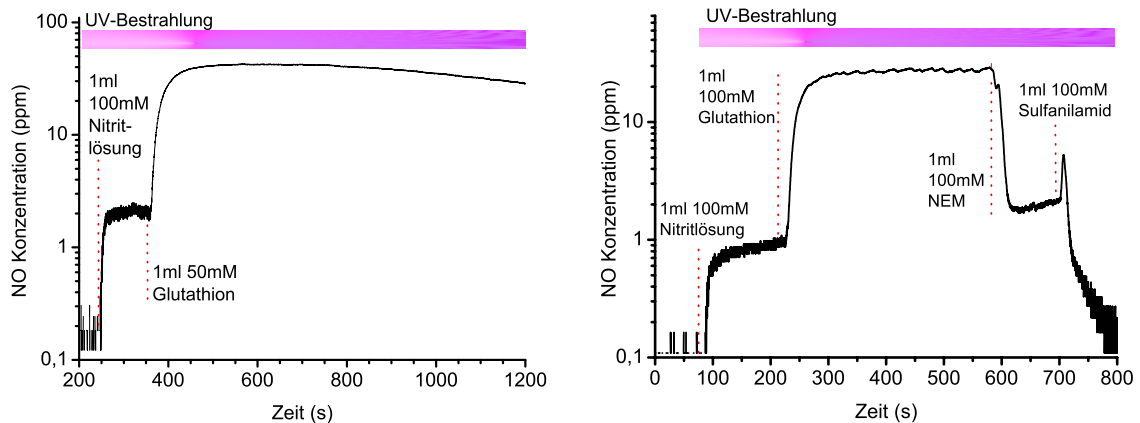 UV-Bestrahlung
100
10
1
0,1
NO Konzentration (ppm)
1ml
100mM
Nitrit-
lösung
1ml 50mM
Glutathion
200
400
600
800
1000
1200
Zeit (s)
UV-Bestrahlung
10
1
0,1
NO Konzentration (ppm)
1ml
100mM
Glutathion
1ml 100mM
Sulfanilamid
1ml
100mM
NEM
1ml 100mM
Nitritlösung
0
100
200
300
400
500
600
700
800
Zeit (s)